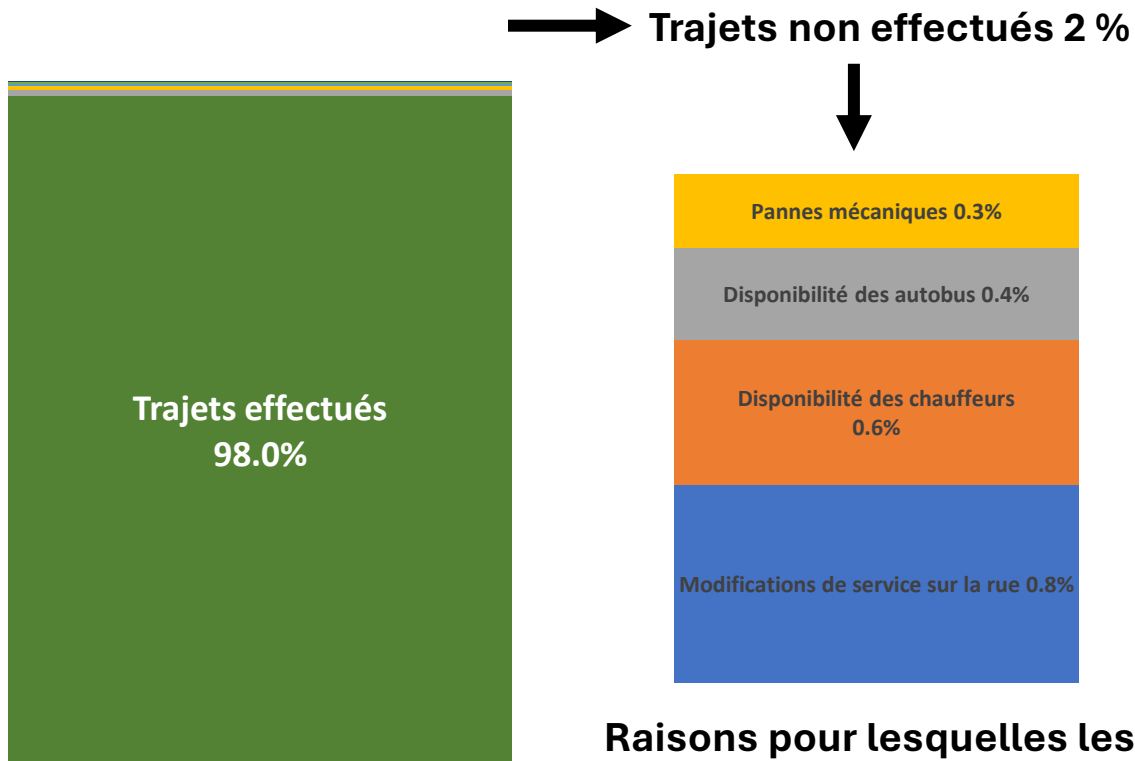 Trajets non effectués 2 %
Trajets effectués
98.0%
Pannes mécaniques 0.3%
Disponibilité des autobus 0.4%
Disponibilité des chauffeurs
0.6%
Modifications de service sur la rue 0.8%
Raisons pour lesquelles les